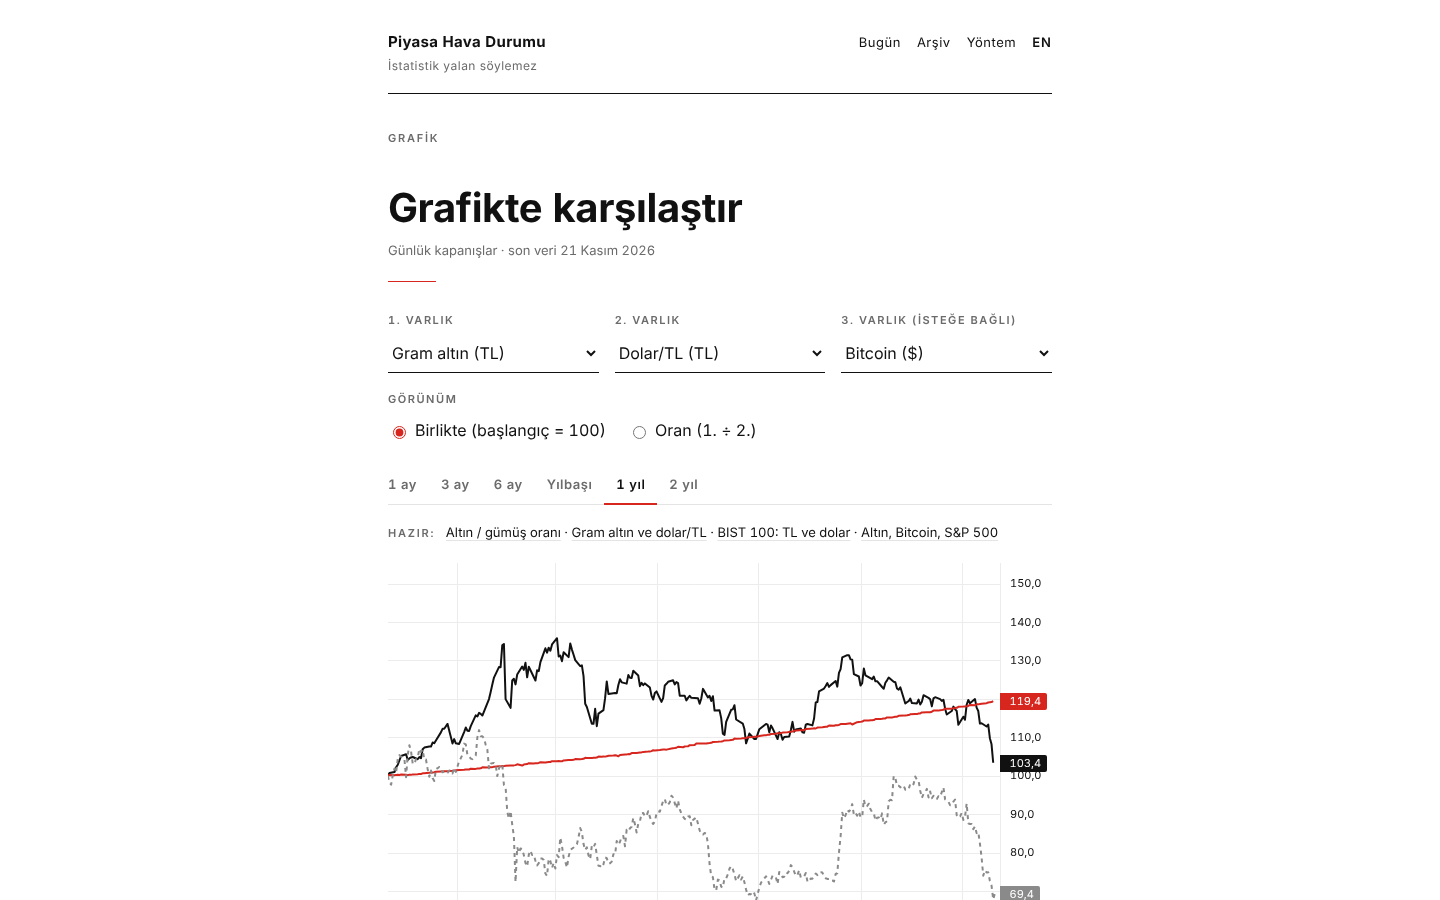 Piyasa Hava Durumu
İstatistik yalan söylemez
Bugün Arşiv Yöntem EN
GRAFİK
Grafikte karşılaştır
Günlük kapanışlar · son veri 21 Kasım 2026
1. VARLIK 2. VARLIK 3. VARLIK (İSTEĞE BAĞLI)
Gram altın (TL) Dolar/TL (TL) Bitcoin ($)
GÖRÜNÜM
Birlikte (başlangıç = 100) Oran (1. ÷ 2.)
1 ay 3 ay 6 ay Yılbaşı 1 yıl 2 yıl
HAZIR: Altın / gümüş oranı · Gram altın ve dolar/TL · BIST 100: TL ve dolar · Altın, Bitcoin, S&P 500
150,0
140,0
130,0
119,4
110,0
103,4
100,0
90,0
80,0
69,4